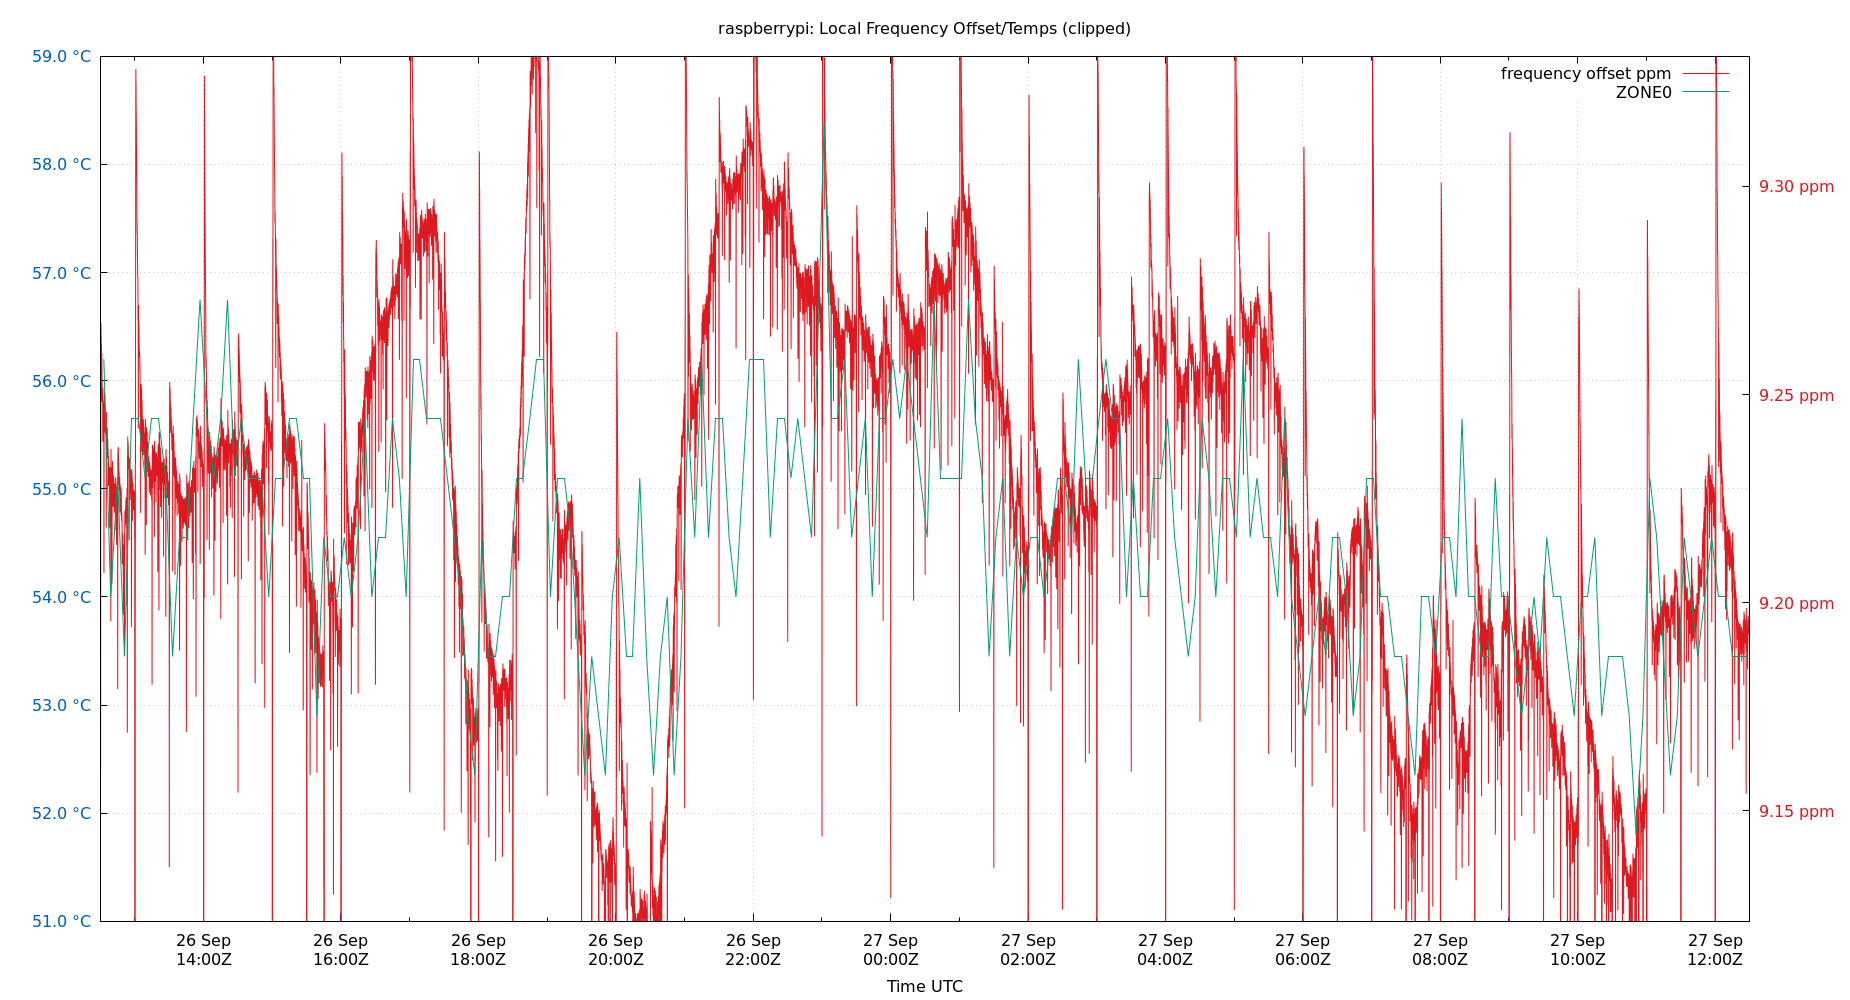 raspberrypi: Local Frequency Offset/Temps (clipped)
59.0 °C
58.0 °C
57.0 °C
56.0 °C
55.0 °C
54.0 °C
53.0 °C
52.0 °C
51.0 °C
frequency offset ppm
ZONE0
9.30 ppm
9.25 ppm
9.20 ppm
9.15 ppm
26 Sep
14:00Z
26 Sep
16:00Z
26 Sep
18:00Z
26 Sep
20:00Z
26 Sep
22:00Z
27 Sep
00:00Z
27 Sep
02:00Z
27 Sep
04:00Z
27 Sep
06:00Z
27 Sep
08:00Z
27 Sep
10:00Z
27 Sep
12:00Z
Time UTC